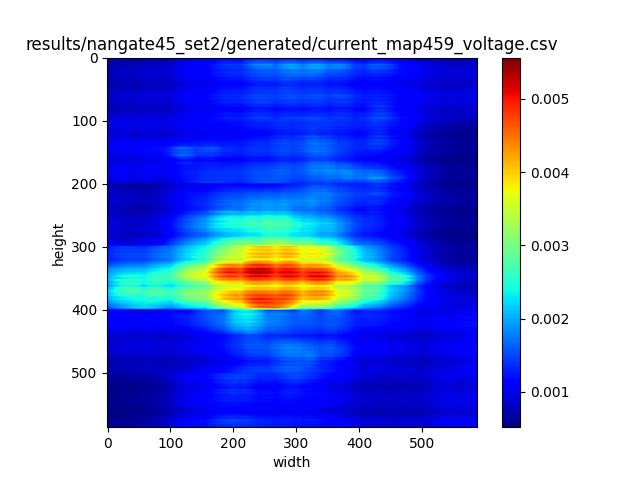 results/nangate45_set2/generated/current_map459_voltage.csv
0
100
200
300
400
500
height
0 100 200 300 400 500
width
0.005
0.004
0.003
0.002
0.001